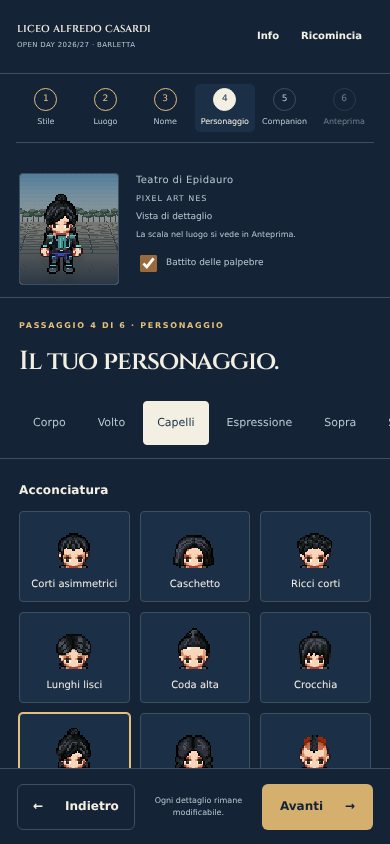 LICEO ALFREDO CASARDI
OPEN DAY 2026/27 · BARLETTA
Info
Ricomincia
1
Stile
2
Luogo
3
Nome
4
Personaggio
5
Companion
6
Anteprima
Teatro di Epidauro
PIXEL ART NES
Vista di dettaglio
La scala nel luogo si vede in Anteprima.
Battito delle palpebre
PASSAGGIO 4 DI 6 · PERSONAGGIO
IL TUO PERSONAGGIO.
Corpo
Volto
Capelli
Espressione
Sopra
Acconciatura
Corti asimmetrici
Caschetto
Ricci corti
Lunghi lisci
Coda alta
Crocchia
← Indietro
Ogni dettaglio rimane
modificabile.
Avanti →